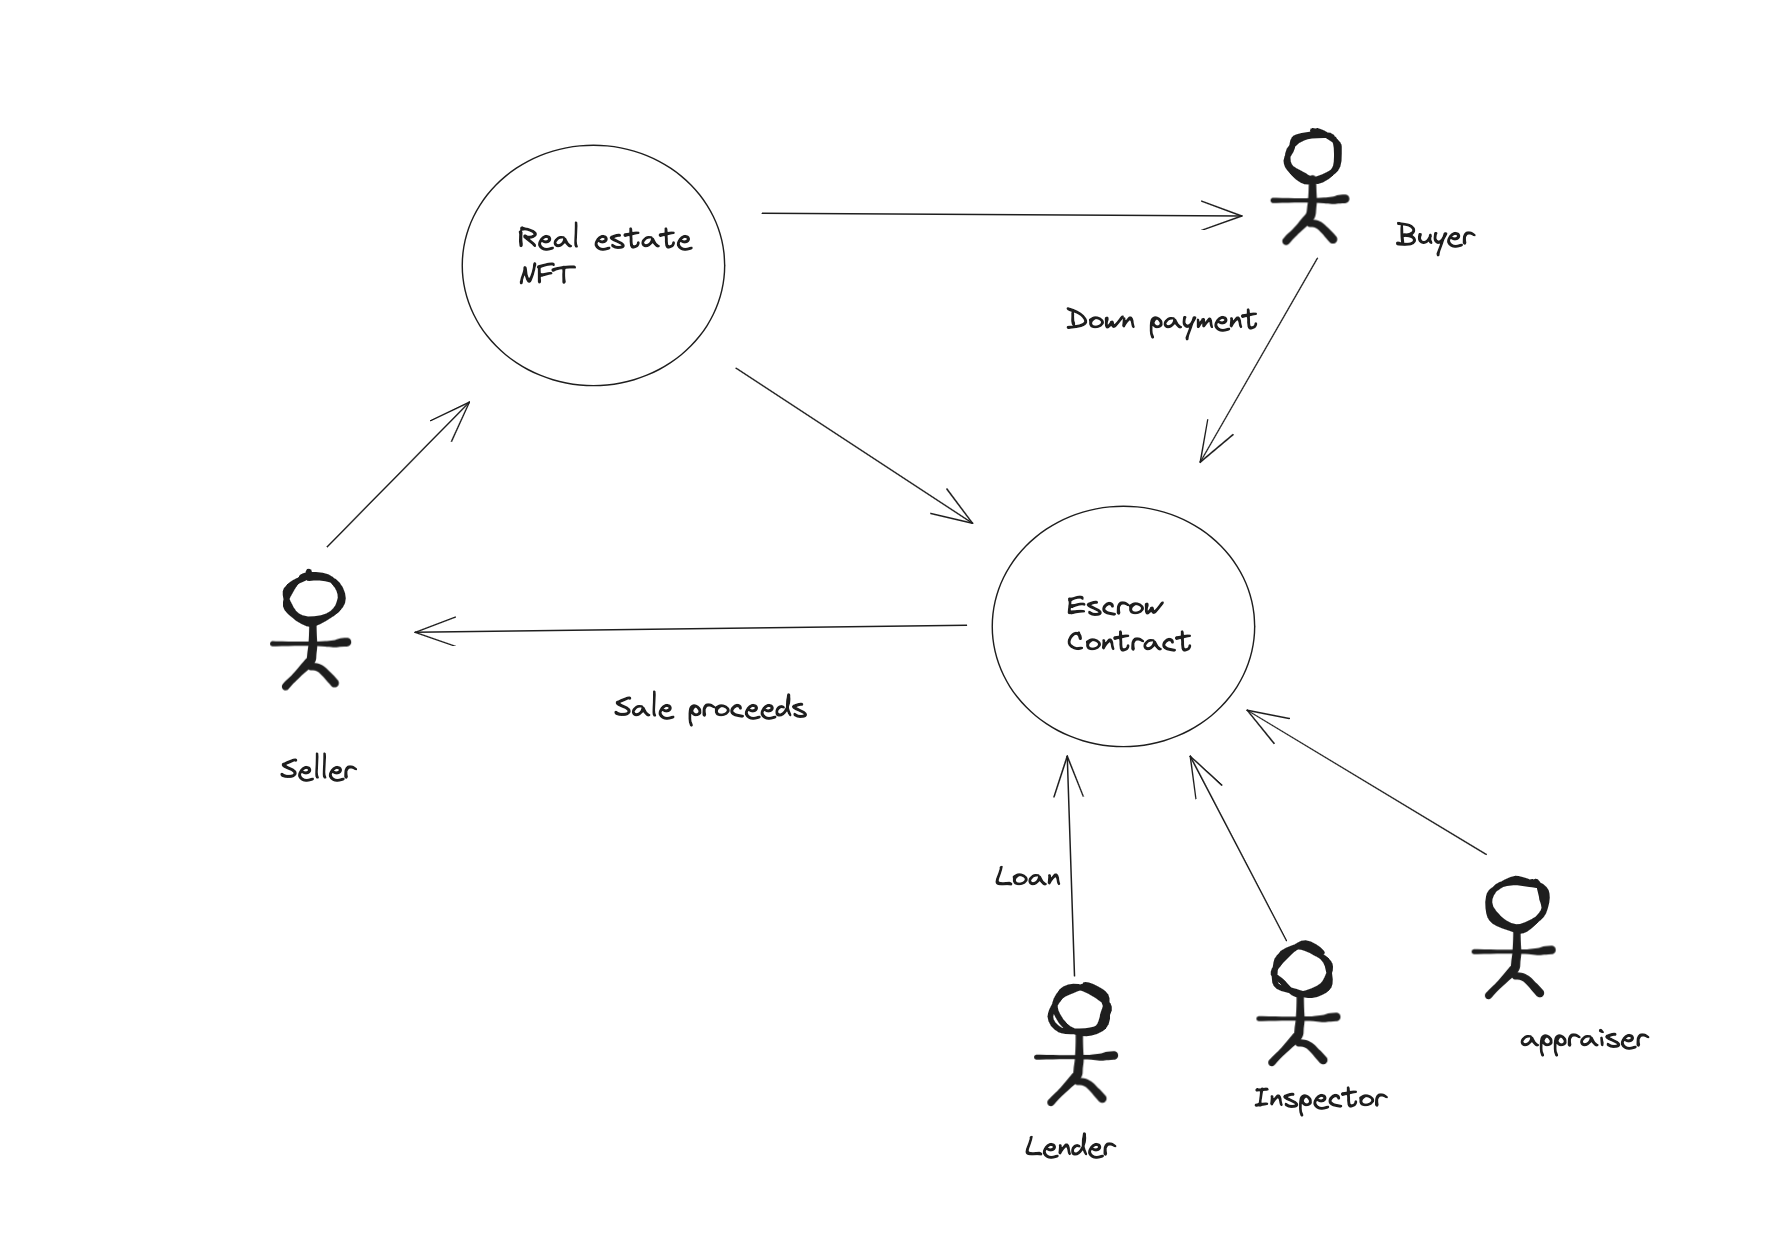 Real estate
NFT
Buyer
Down payment
Escrow
Contract
Sale proceeds
Seller
Loan
appraiser
Inspector
Lender